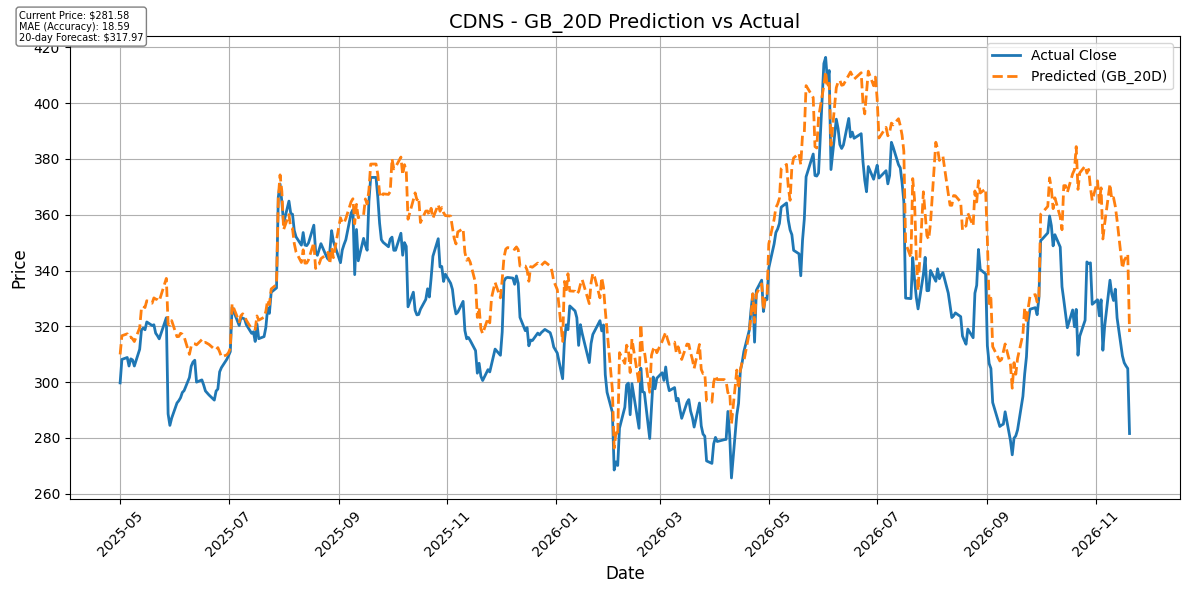 CDNS - GB_20D Prediction vs Actual
Current Price: $281.58
MAE (Accuracy): 18.59
20-day Forecast: $317.97
Actual Close
Predicted (GB_20D)
Price
420
400
380
360
340
320
300
280
260
2025-05
2025-07
2025-09
2025-11
2026-01
2026-03
2026-05
2026-07
2026-09
2026-11
Date